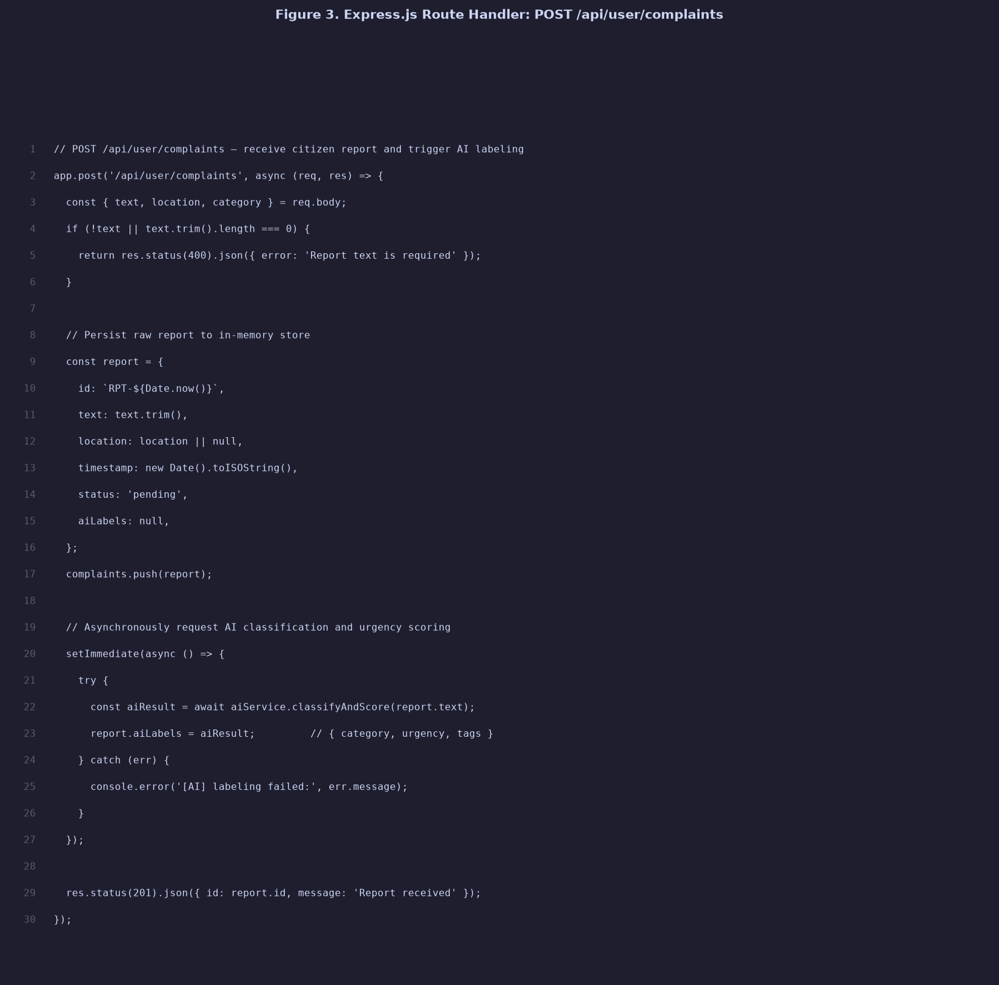 Figure 3. Express.js Route Handler: POST /api/user/complaints
1 // POST /api/user/complaints — receive citizen report and trigger AI labeling
2 app.post('/api/user/complaints', async (req, res) => {
3   const { text, location, category } = req.body;
4   if (!text || text.trim().length === 0) {
5     return res.status(400).json({ error: 'Report text is required' });
6   }
7
8   // Persist raw report to in-memory store
9   const report = {
10     id: `RPT-${Date.now()}`,
11     text: text.trim(),
12     location: location || null,
13     timestamp: new Date().toISOString(),
14     status: 'pending',
15     aiLabels: null,
16   };
17   complaints.push(report);
18
19   // Asynchronously request AI classification and urgency scoring
20   setImmediate(async () => {
21     try {
22       const aiResult = await aiService.classifyAndScore(report.text);
23       report.aiLabels = aiResult;         // { category, urgency, tags }
24     } catch (err) {
25       console.error('[AI] labeling failed:', err.message);
26     }
27   });
28
29   res.status(201).json({ id: report.id, message: 'Report received' });
30 });